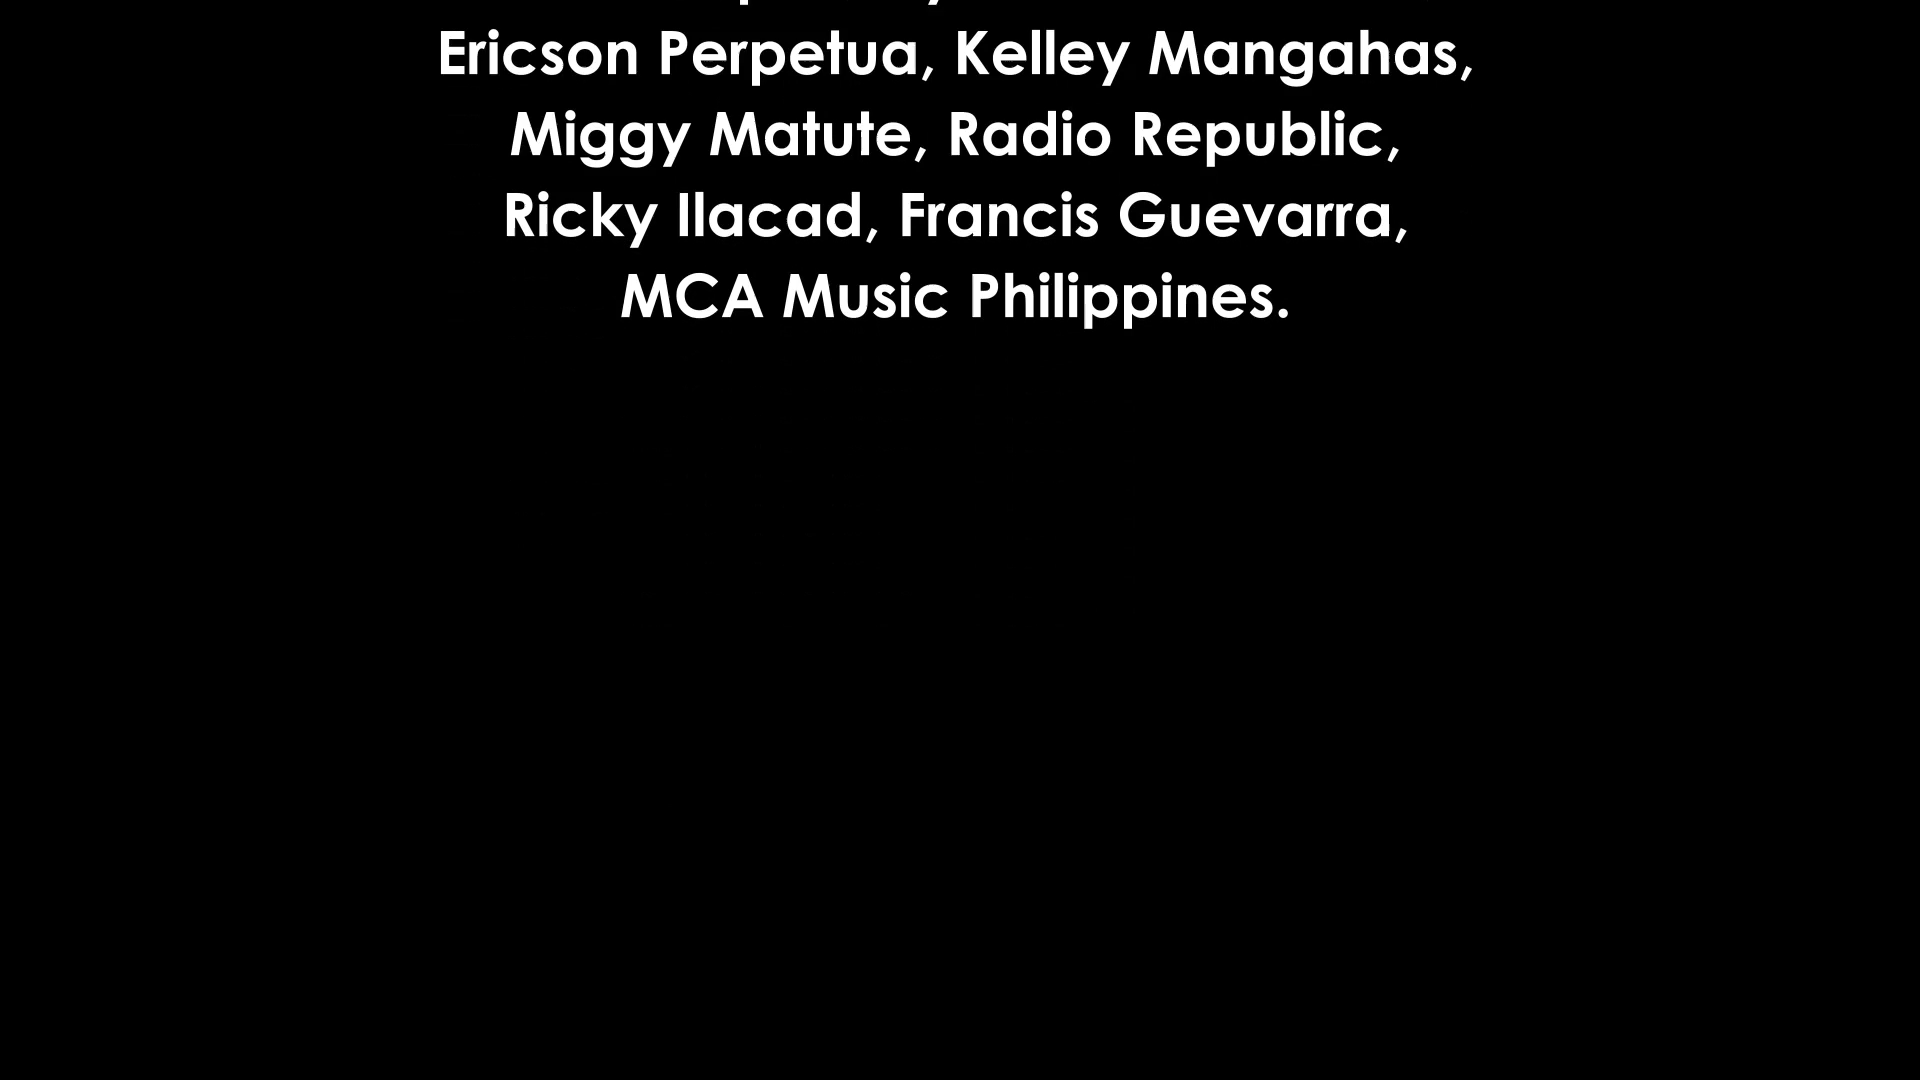 Ericson Perpetua, Kelley Mangahas,
Miggy Matute, Radio Republic,
Ricky Ilacad, Francis Guevarra,
MCA Music Philippines.